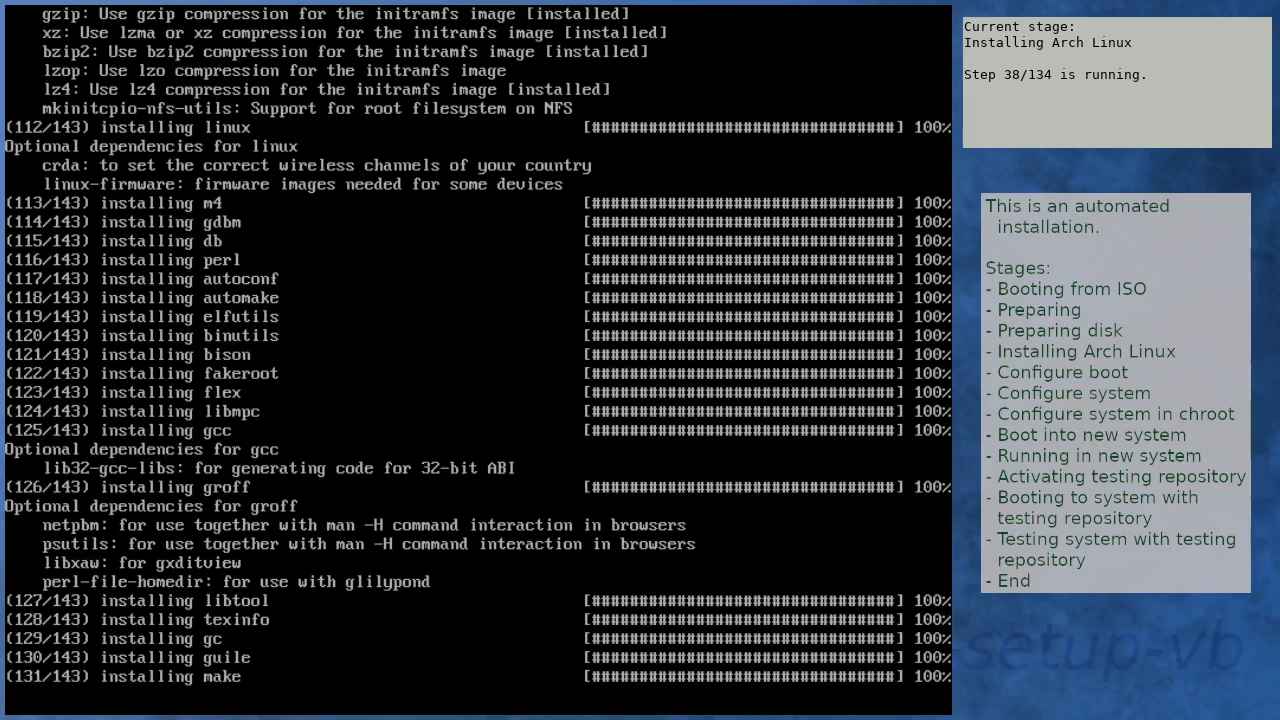 gzip: Use gzip compression for the initramfs image [installed]
xz: Use lzma or xz compression for the initramfs image [installed]
bzip2: Use bzip2 compression for the initramfs image [installed]
lzop: Use lzo compression for the initramfs image
lz4: Use lz4 compression for the initramfs image [installed]
mkinitcpio-nfs-utils: Support for root filesystem on NFS
(112/143) installing linux [################################] 100%
Optional dependencies for linux
crda: to set the correct wireless channels of your country
linux-firmware: firmware images needed for some devices
(113/143) installing m4 [################################] 100%
(114/143) installing gdbm [################################] 100%
(115/143) installing db [################################] 100%
(116/143) installing perl [################################] 100%
(117/143) installing autoconf [################################] 100%
(118/143) installing automake [################################] 100%
(119/143) installing elfutils [################################] 100%
(120/143) installing binutils [################################] 100%
(121/143) installing bison [################################] 100%
(122/143) installing fakeroot [################################] 100%
(123/143) installing flex [################################] 100%
(124/143) installing libmpc [################################] 100%
(125/143) installing gcc [################################] 100%
Optional dependencies for gcc
lib32-gcc-libs: for generating code for 32-bit ABI
(126/143) installing groff [################################] 100%
Optional dependencies for groff
netpbm: for use together with man -H command interaction in browsers
psutils: for use together with man -H command interaction in browsers
libxaw: for gxditview
perl-file-homedir: for use with glilypond
(127/143) installing libtool [################################] 100%
(128/143) installing texinfo [################################] 100%
(129/143) installing gc [################################] 100%
(130/143) installing guile [################################] 100%
(131/143) installing make [################################] 100%
Current stage:
Installing Arch Linux
Step 38/134 is running.
This is an automated
installation.
Stages:
- Booting from ISO
- Preparing
- Preparing disk
- Installing Arch Linux
- Configure boot
- Configure system
- Configure system in chroot
- Boot into new system
- Running in new system
- Activating testing repository
- Booting to system with
testing repository
- Testing system with testing
repository
- End
setup-vb